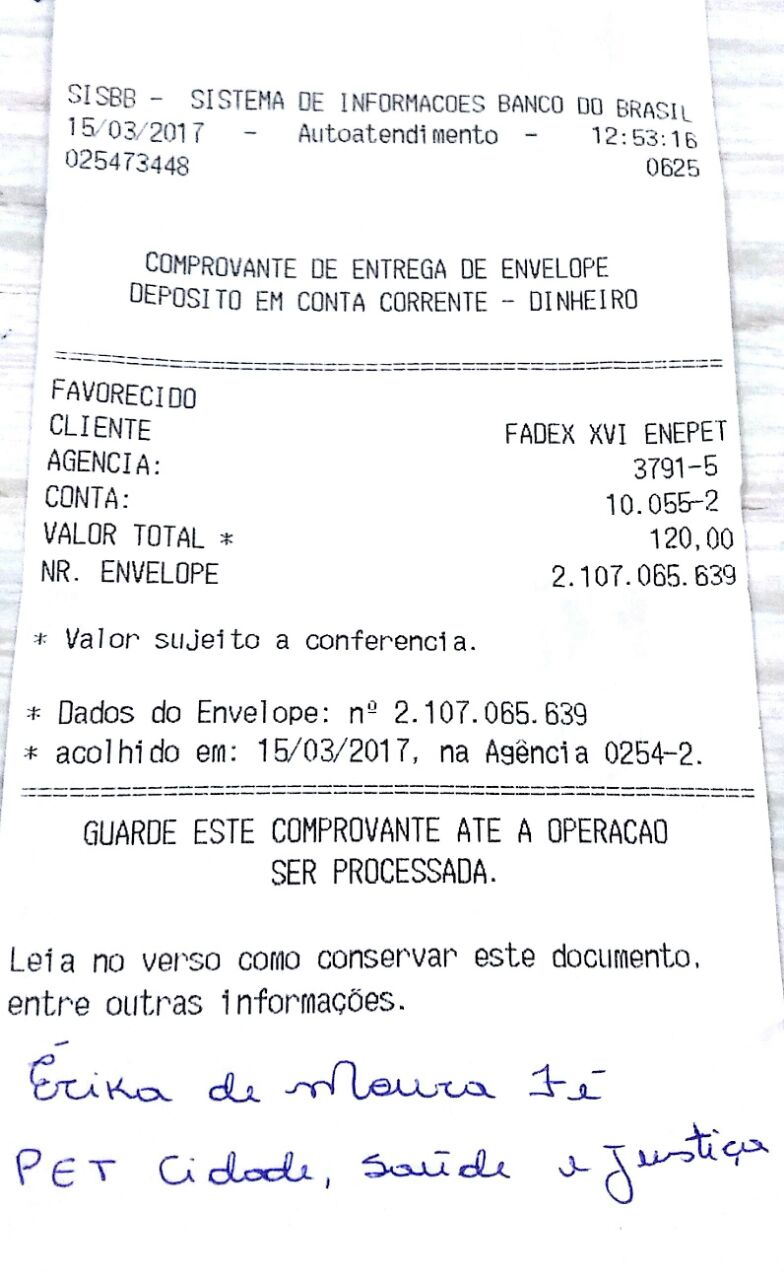 SISBB - SISTEMA DE INFORMACOES BANCO DO BRASIL
15/03/2017 - Autoatendimento - 12:53:16
025473448 0625
COMPROVANTE DE ENTREGA DE ENVELOPE
DEPOSITO EM CONTA CORRENTE - DINHEIRO
FAVORECIDO
CLIENTE FADEX XVI ENEPET
AGENCIA: 3791-5
CONTA: 10.055-2
VALOR TOTAL * 120,00
NR. ENVELOPE 2.107.065.639
* Valor sujeito a conferencia.
* Dados do Envelope: nº 2.107.065.639
* acolhido em: 15/03/2017, na Agência 0254-2.
GUARDE ESTE COMPROVANTE ATE A OPERACAO
SER PROCESSADA.
Leia no verso como conservar este documento,
entre outras informações.
Érika de Moura Fé
PET Cidade, Saúde e Justiça